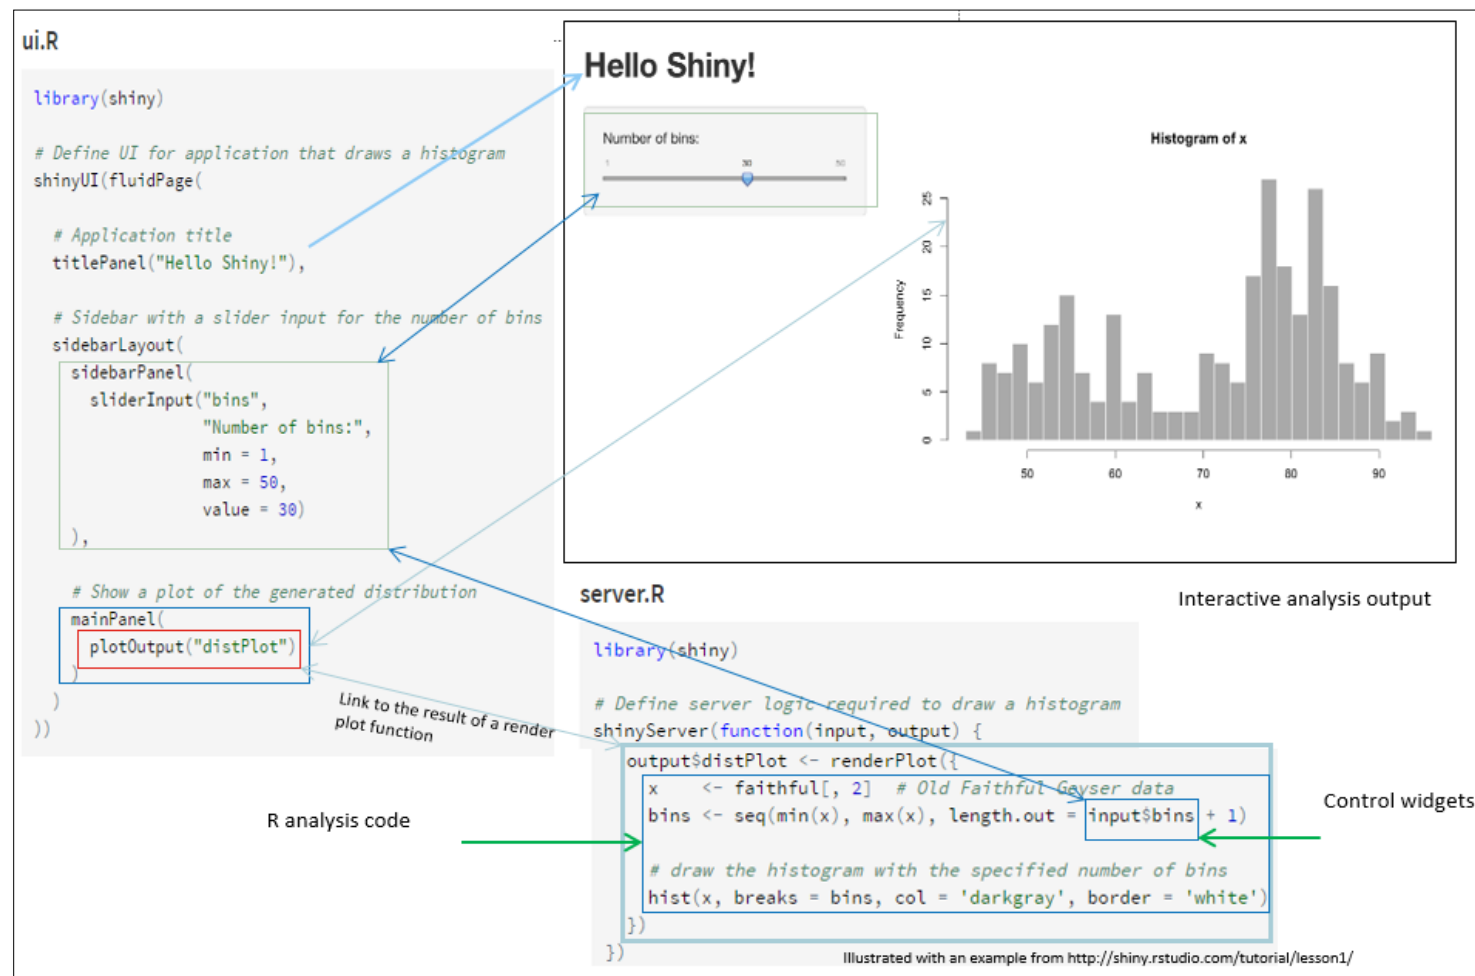 ui.R
library(shiny)
# Define UI for application that draws a histogram
shinyUI(fluidPage(
# Application title
titlePanel("Hello Shiny!"),
# Sidebar with a slider input for the number of bins
sidebarLayout(
sidebarPanel(
sliderInput("bins",
"Number of bins:",
min = 1,
max = 50,
value = 30)
),
# Show a plot of the generated distribution
mainPanel(
plotOutput("distPlot")
)
)
))
Link to the result of a render
plot function
Hello Shiny!
Number of bins:
1 30 50
Histogram of x
Frequency
25
20
15
10
5
0
50 60 70 80 90
x
Interactive analysis output
server.R
library(shiny)
# Define server logic required to draw a histogram
shinyServer(function(input, output) {
output$distPlot <- renderPlot({
x    <- faithful[, 2]  # Old Faithful Geyser data
bins <- seq(min(x), max(x), length.out = input$bins + 1)
# draw the histogram with the specified number of bins
hist(x, breaks = bins, col = 'darkgray', border = 'white')
})
})
R analysis code
Control widgets
Illustrated with an example from http://shiny.rstudio.com/tutorial/lesson1/